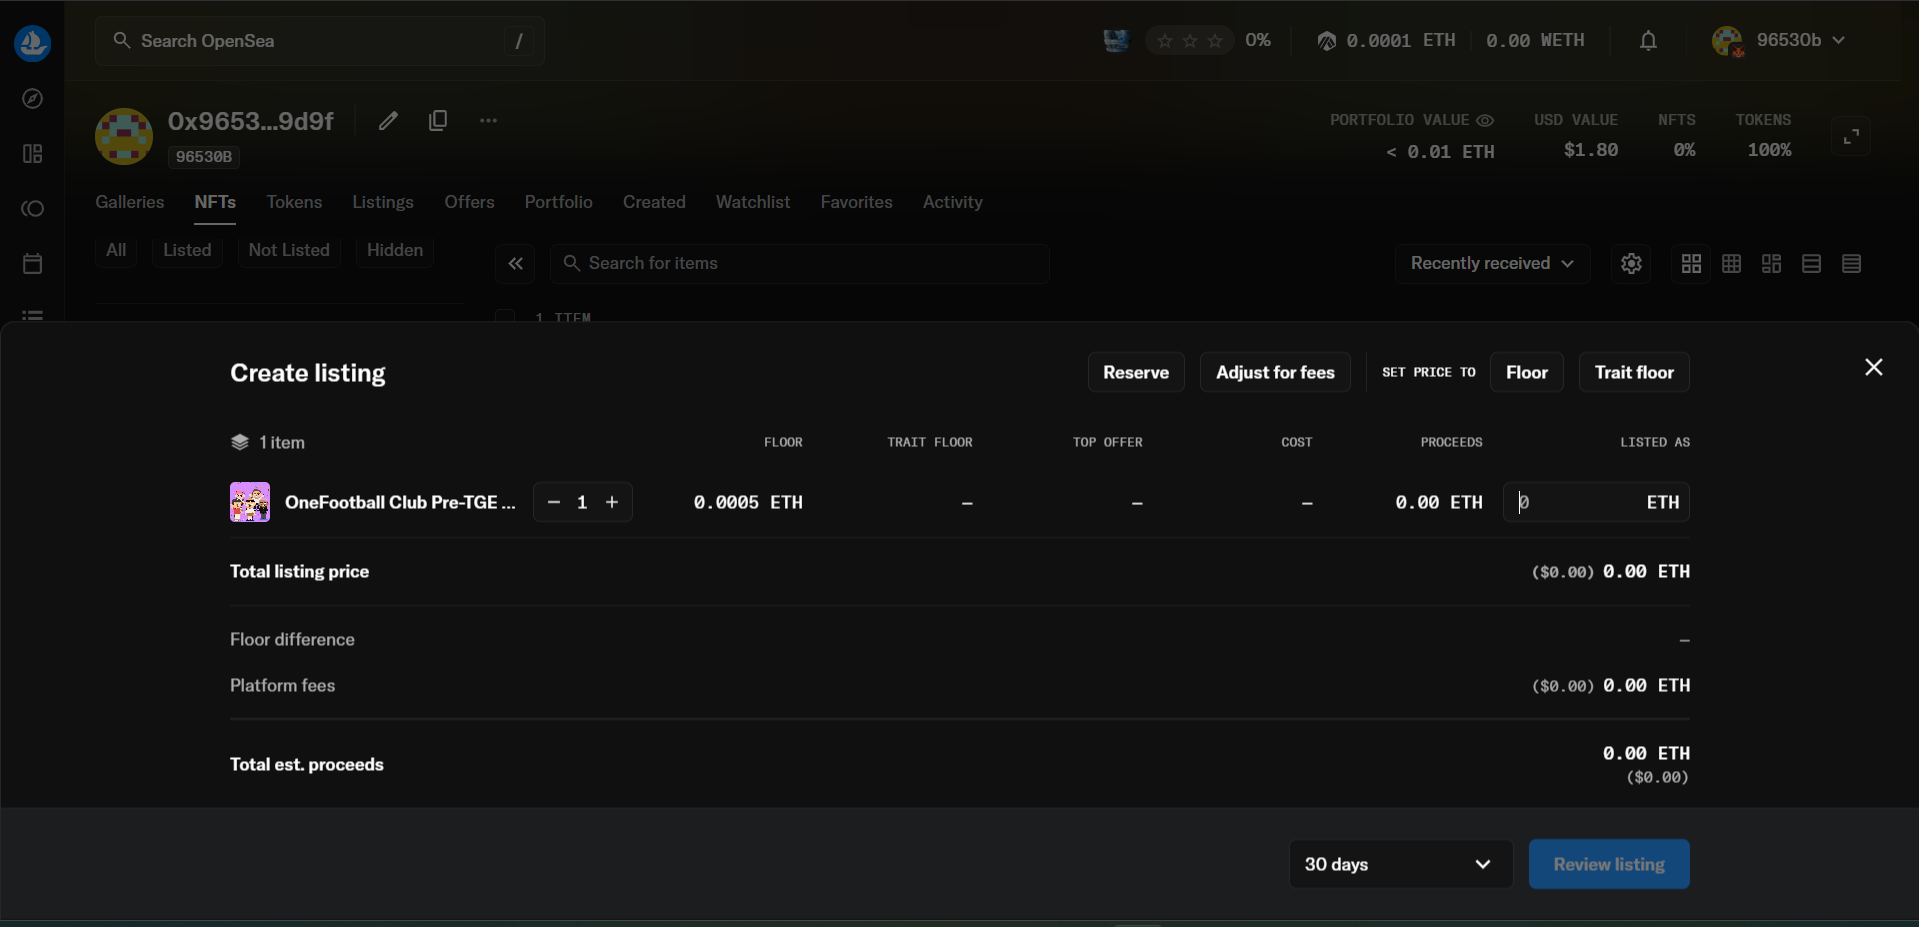 Search OpenSea /
0%
0.0001 ETH
0.00 WETH
96530b
0x9653...9d9f
96530B
PORTFOLIO VALUE
< 0.01 ETH
USD VALUE
$1.80
NFTS
0%
TOKENS
100%
Galleries NFTs Tokens Listings Offers Portfolio Created Watchlist Favorites Activity
All Listed Not Listed Hidden
Search for items
Recently received
1 ITEM
Create listing
Reserve Adjust for fees SET PRICE TO Floor Trait floor
1 item FLOOR TRAIT FLOOR TOP OFFER COST PROCEEDS LISTED AS
OneFootball Club Pre-TGE ... − 1 + 0.0005 ETH – – – 0.00 ETH 0 ETH
Total listing price ($0.00) 0.00 ETH
Floor difference –
Platform fees ($0.00) 0.00 ETH
Total est. proceeds 0.00 ETH
($0.00)
30 days Review listing